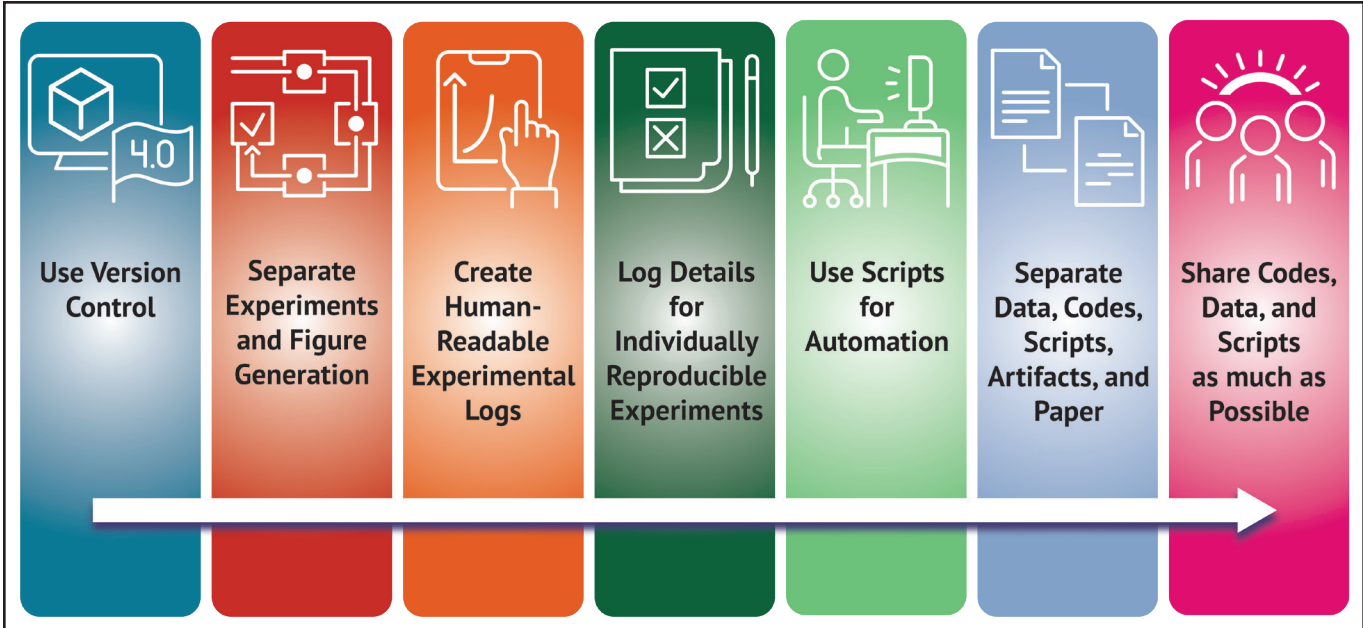 4.0
Use Version
Control
Separate
Experiments
and Figure
Generation
Create
Human-
Readable
Experimental
Logs
Log Details
for
Individually
Reproducible
Experiments
Use Scripts
for
Automation
Separate
Data, Codes,
Scripts,
Artifacts, and
Paper
Share Codes,
Data, and
Scripts
as much as
Possible